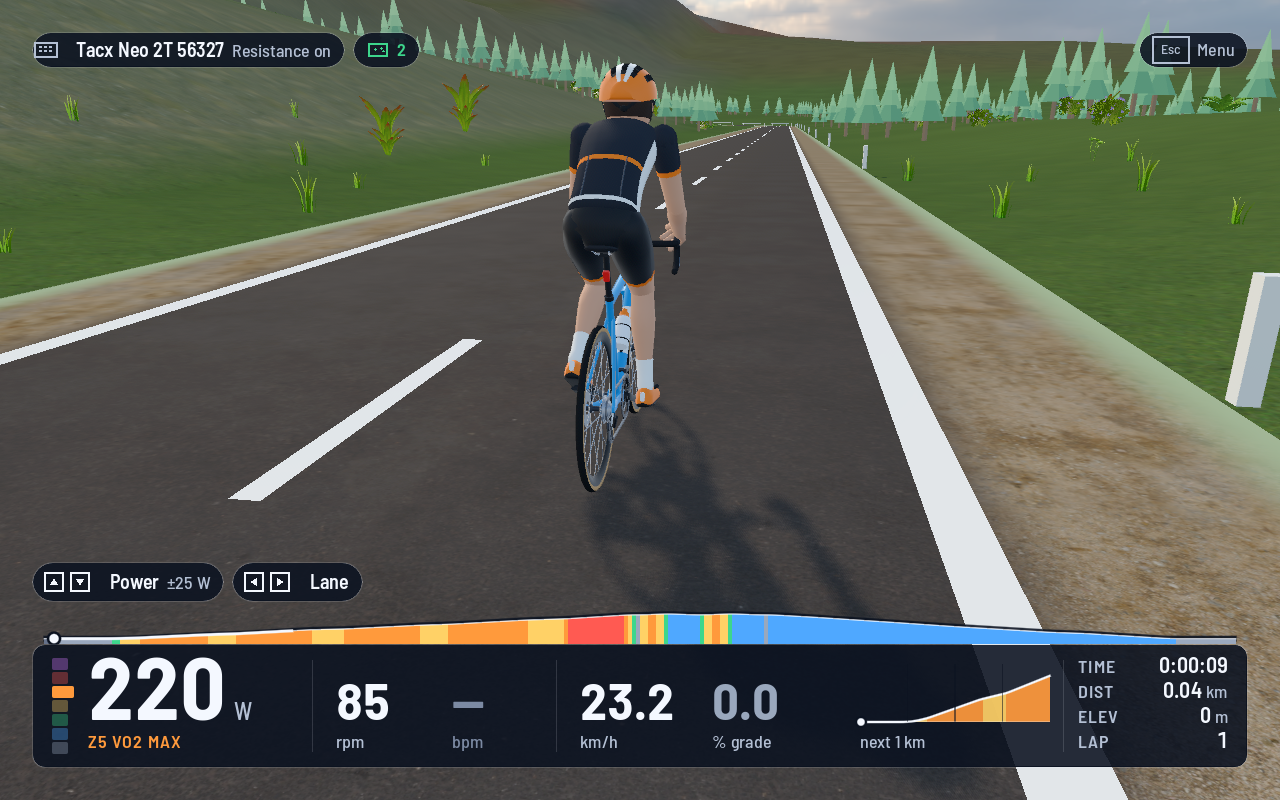 Tacx Neo 2T 56327 Resistance on
2
Esc Menu
Power ±25 W
Lane
220 W
Z5 VO2 MAX
85
rpm
–
bpm
23.2
km/h
0.0
% grade
next 1 km
TIME 0:00:09
DIST 0.04 km
ELEV 0 m
LAP 1